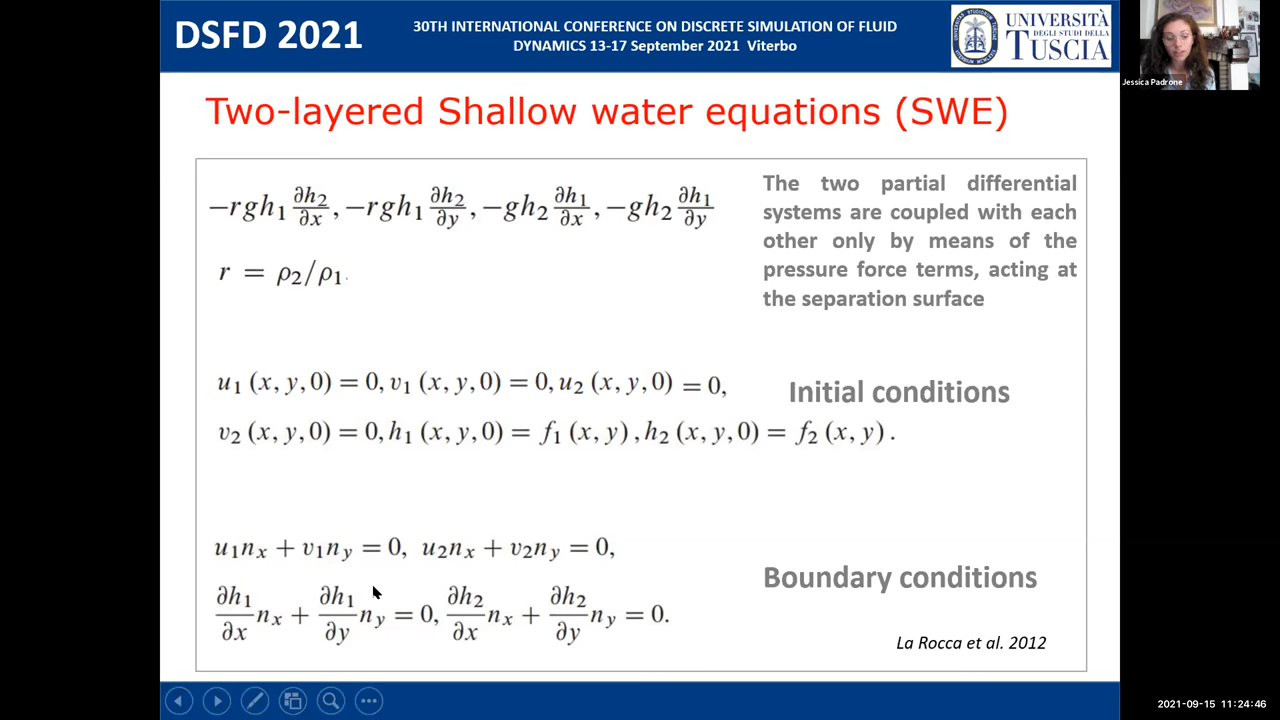 DSFD 2021
30TH INTERNATIONAL CONFERENCE ON DISCRETE SIMULATION OF FLUID
DYNAMICS 13-17 September 2021 Viterbo
UNIVERSITÀ
DEGLI STUDI DELLA
TUSCIA
Jessica Padrone
Two-layered Shallow water equations (SWE)
−rgh₁ ∂h₂/∂x, −rgh₁ ∂h₂/∂y, −gh₂ ∂h₁/∂x, −gh₂ ∂h₁/∂y
r = ρ₂/ρ₁.
The two partial differential
systems are coupled with each
other only by means of the
pressure force terms, acting at
the separation surface
u₁ (x, y, 0) = 0, v₁ (x, y, 0) = 0, u₂ (x, y, 0) = 0,
v₂ (x, y, 0) = 0, h₁ (x, y, 0) = f₁ (x, y) , h₂ (x, y, 0) = f₂ (x, y) .
Initial conditions
u₁nₓ + v₁n_y = 0, u₂nₓ + v₂n_y = 0,
∂h₁/∂x nₓ + ∂h₁/∂y n_y = 0, ∂h₂/∂x nₓ + ∂h₂/∂y n_y = 0.
Boundary conditions
La Rocca et al. 2012
2021-09-15 11:24:46